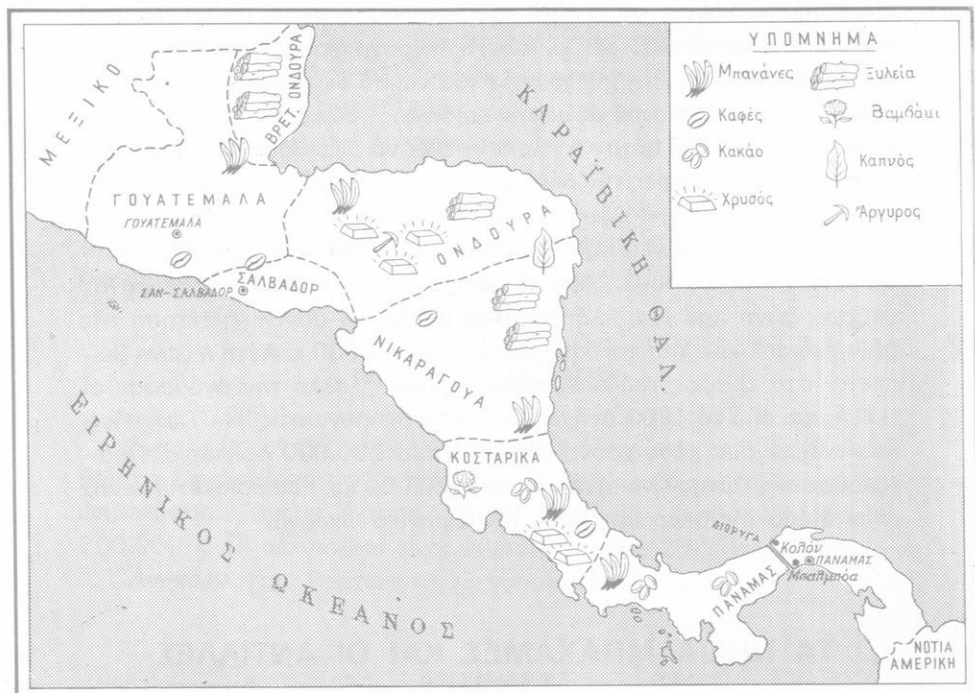 ΥΠΟΜΝΗΜΑ
Μπανάνες
Ξυλεία
Καφές
Βαμβάκι
Κακάο
Καπνός
Χρυσός
Ἄργυρος
ΜΕΞΙΚΟ
ΒΡΕΤ. ΟΝΔΟΥΡΑ
ΚΑΡΑΪΒΙΚΗ ΘΑΛ.
ΓΟΥΑΤΕΜΑΛΑ
ΓΟΥΑΤΕΜΑΛΑ
ΟΝΔΟΥΡΑ
ΣΑΛΒΑΔΟΡ
ΣΑΝ-ΣΑΛΒΑΔΟΡ
ΝΙΚΑΡΑΓΟΥΑ
ΕΙΡΗΝΙΚΟΣ ΩΚΕΑΝΟΣ
ΚΟΣΤΑΡΙΚΑ
ΔΙΩΡΥΓΑ
Κολόν
ΠΑΝΑΜΑΣ
Μπαλμπόα
ΠΑΝΑΜΑΣ
ΝΟΤΙΑ
ΑΜΕΡΙΚΗ